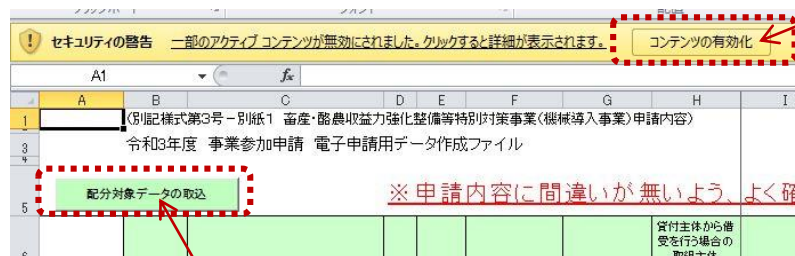 セキュリティの警告 一部のアクティブ コンテンツが無効にされました。クリックすると詳細が表示されます。 コンテンツの有効化
A1 fx
A B C D E F G H I
1 (別記様式第3号－別紙1 畜産・酪農収益力強化整備等特別対策事業(機械導入事業)申請内容)
3 令和3年度 事業参加申請 電子申請用データ作成ファイル
4
5 配分対象データの取込 ※申請内容に間違いが無いよう、よく確
貸付主体から借
受を行う場合の